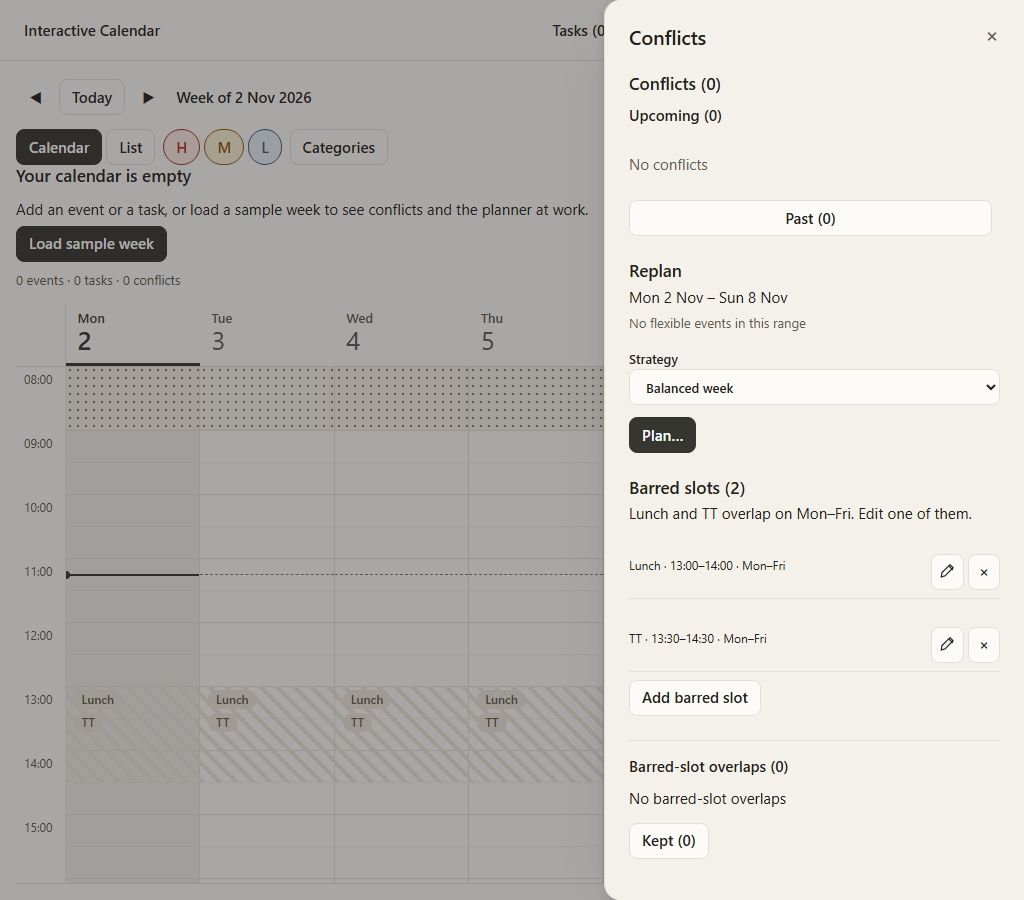 Interactive Calendar
Tasks (0
◀ Today ▶ Week of 2 Nov 2026
Calendar List H M L Categories
Your calendar is empty
Add an event or a task, or load a sample week to see conflicts and the planner at work.
Load sample week
0 events · 0 tasks · 0 conflicts
Mon Tue Wed Thu
2 3 4 5
08:00
09:00
10:00
11:00
12:00
13:00 Lunch Lunch Lunch Lunch
TT TT TT TT
14:00
15:00
Conflicts ×
Conflicts (0)
Upcoming (0)
No conflicts
Past (0)
Replan
Mon 2 Nov – Sun 8 Nov
No flexible events in this range
Strategy
Balanced week
Plan…
Barred slots (2)
Lunch and TT overlap on Mon–Fri. Edit one of them.
Lunch · 13:00–14:00 · Mon–Fri ×
TT · 13:30–14:30 · Mon–Fri ×
Add barred slot
Barred-slot overlaps (0)
No barred-slot overlaps
Kept (0)